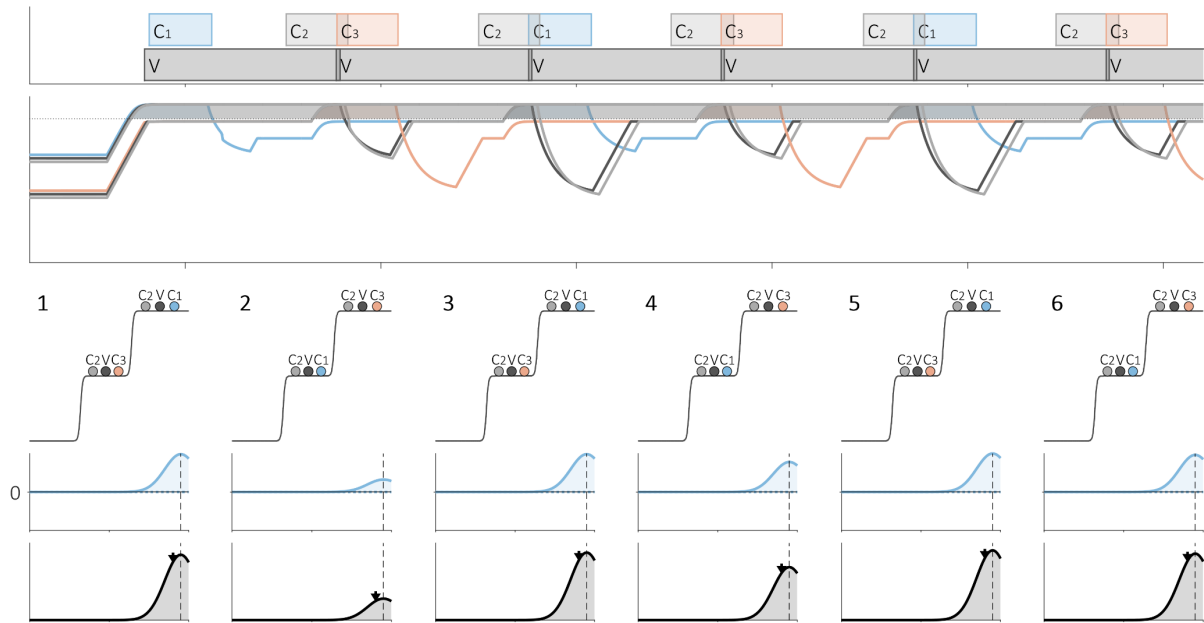 C1 C2 C3 C2 C1 C2 C3 C2 C1 C2 C3
V V V V V V
1 2 3 4 5 6
C2 V C1 C2 V C3 C2 V C1 C2 V C3 C2 V C1 C2 V C3
C2 V C3 C2 V C1 C2 V C3 C2 V C1 C2 V C3 C2 V C1
0